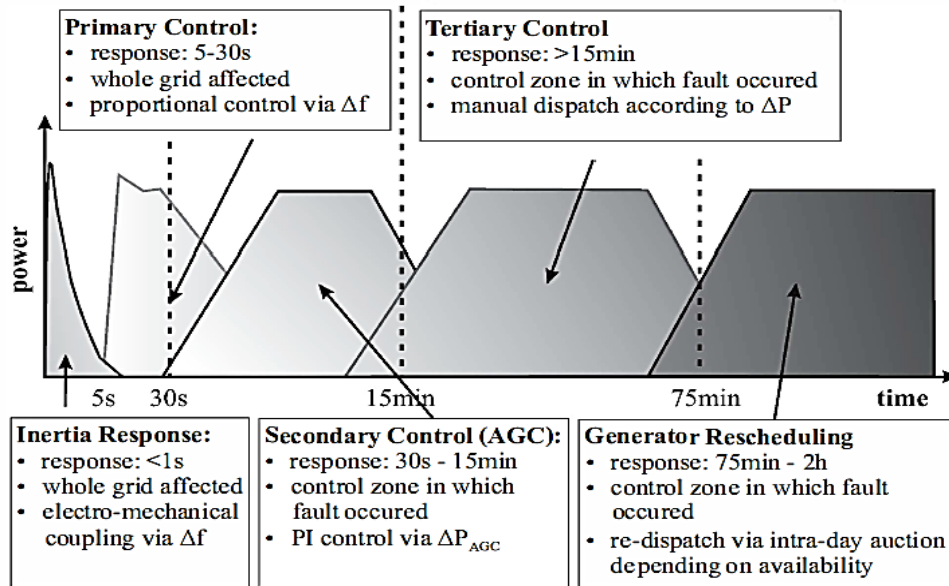 Primary Control:
• response: 5-30s
• whole grid affected
• proportional control via Δf
Tertiary Control
• response: >15min
• control zone in which fault occured
• manual dispatch according to ΔP
power
5s
30s
15min
75min
time
Inertia Response:
• response: <1s
• whole grid affected
• electro-mechanical
coupling via Δf
Secondary Control (AGC):
• response: 30s - 15min
• control zone in which
fault occured
• PI control via ΔP_AGC
Generator Rescheduling
• response: 75min - 2h
• control zone in which fault
occured
• re-dispatch via intra-day auction
depending on availability